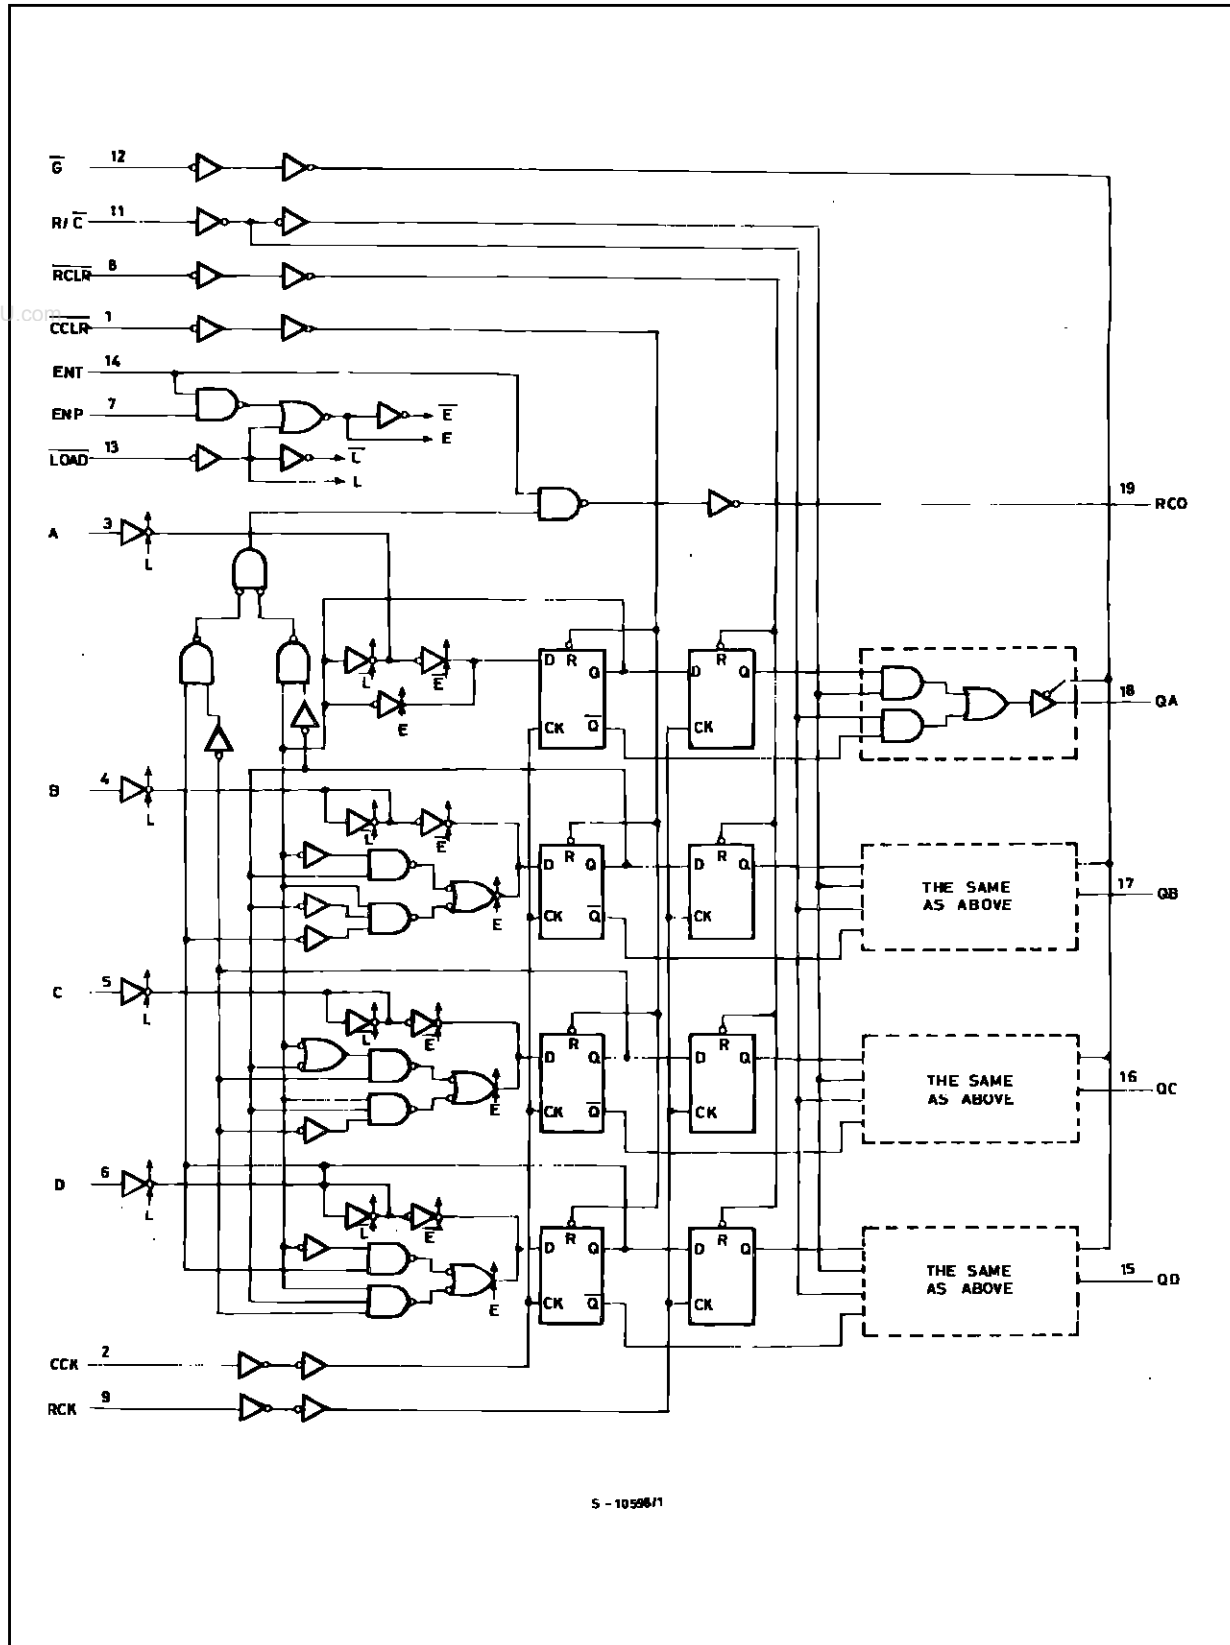 G 12
R/C 11
RCLR 8
U.com
CCLR 1
ENT 14
ENP 7
E
E
LOAD 13
L
L
19 RCO
A 3
L
L E
E
D R Q
CK Q
D R Q
CK
18 QA
B 4
L
L E
E
D R Q
CK Q
D R Q
CK
THE SAME
AS ABOVE
17 QB
C 5
L
L E
E
D R Q
CK Q
D R Q
CK
THE SAME
AS ABOVE
16 QC
D 6
L
L E
E
D R Q
CK Q
D R Q
CK
THE SAME
AS ABOVE
15 QD
CCK 2
RCK 9